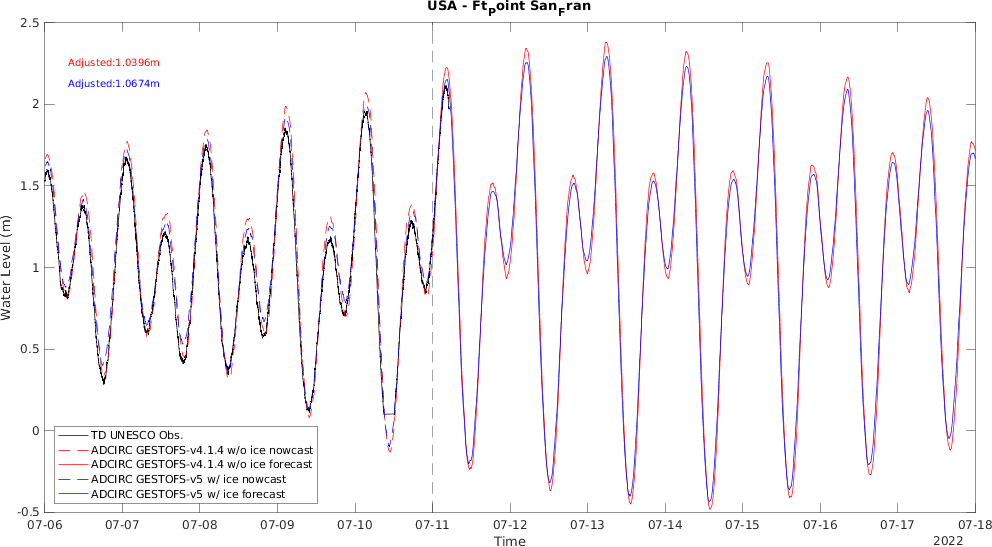 USA - FtPoint SanFran
2.5
2
1.5
1
0.5
0
-0.5
Water Level (m)
Adjusted:1.0396m
Adjusted:1.0674m
TD UNESCO Obs.
ADCIRC GESTOFS-v4.1.4 w/o ice nowcast
ADCIRC GESTOFS-v4.1.4 w/o ice forecast
ADCIRC GESTOFS-v5 w/ ice nowcast
ADCIRC GESTOFS-v5 w/ ice forecast
07-06 07-07 07-08 07-09 07-10 07-11 07-12 07-13 07-14 07-15 07-16 07-17 07-18
Time
2022